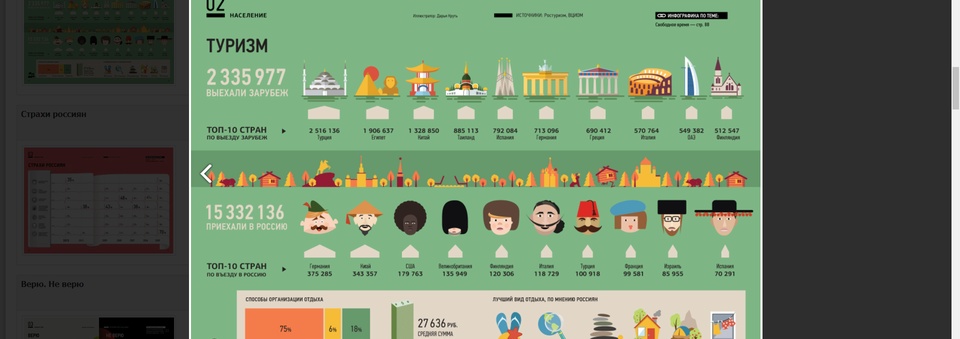 Страхи россиян
Верю. Не верю
02
НАСЕЛЕНИЕ
ИСТОЧНИКИ: Ростуризм, ВЦИОМ
ИНФОГРАФИКА ПО ТЕМЕ:
Свободное время — стр. 88
ТУРИЗМ
2 335 977
ВЫЕХАЛИ ЗАРУБЕЖ
ТОП-10 СТРАН
ПО ВЫЕЗДУ ЗАРУБЕЖ
2 516 136 1 906 637 1 328 850 885 113 792 084 713 096 690 412 570 764 549 382 512 547
Турция Египет Китай Таиланд Испания Германия Греция Италия ОАЭ Финляндия
15 332 136
ПРИЕХАЛИ В РОССИЮ
ТОП-10 СТРАН
ПО ВЪЕЗДУ В РОССИЮ
Германия Китай США Великобритания Финляндия Италия Турция Франция Израиль Испания
375 285 343 357 179 763 135 949 120 306 118 729 100 918 99 581 85 955 70 291
СПОСОБЫ ОРГАНИЗАЦИИ ОТДЫХА
75% 6% 18%
27 636 РУБ.
СРЕДНЯЯ СУММА
ЛУЧШИЙ ВИД ОТДЫХА, ПО МНЕНИЮ РОССИЯН